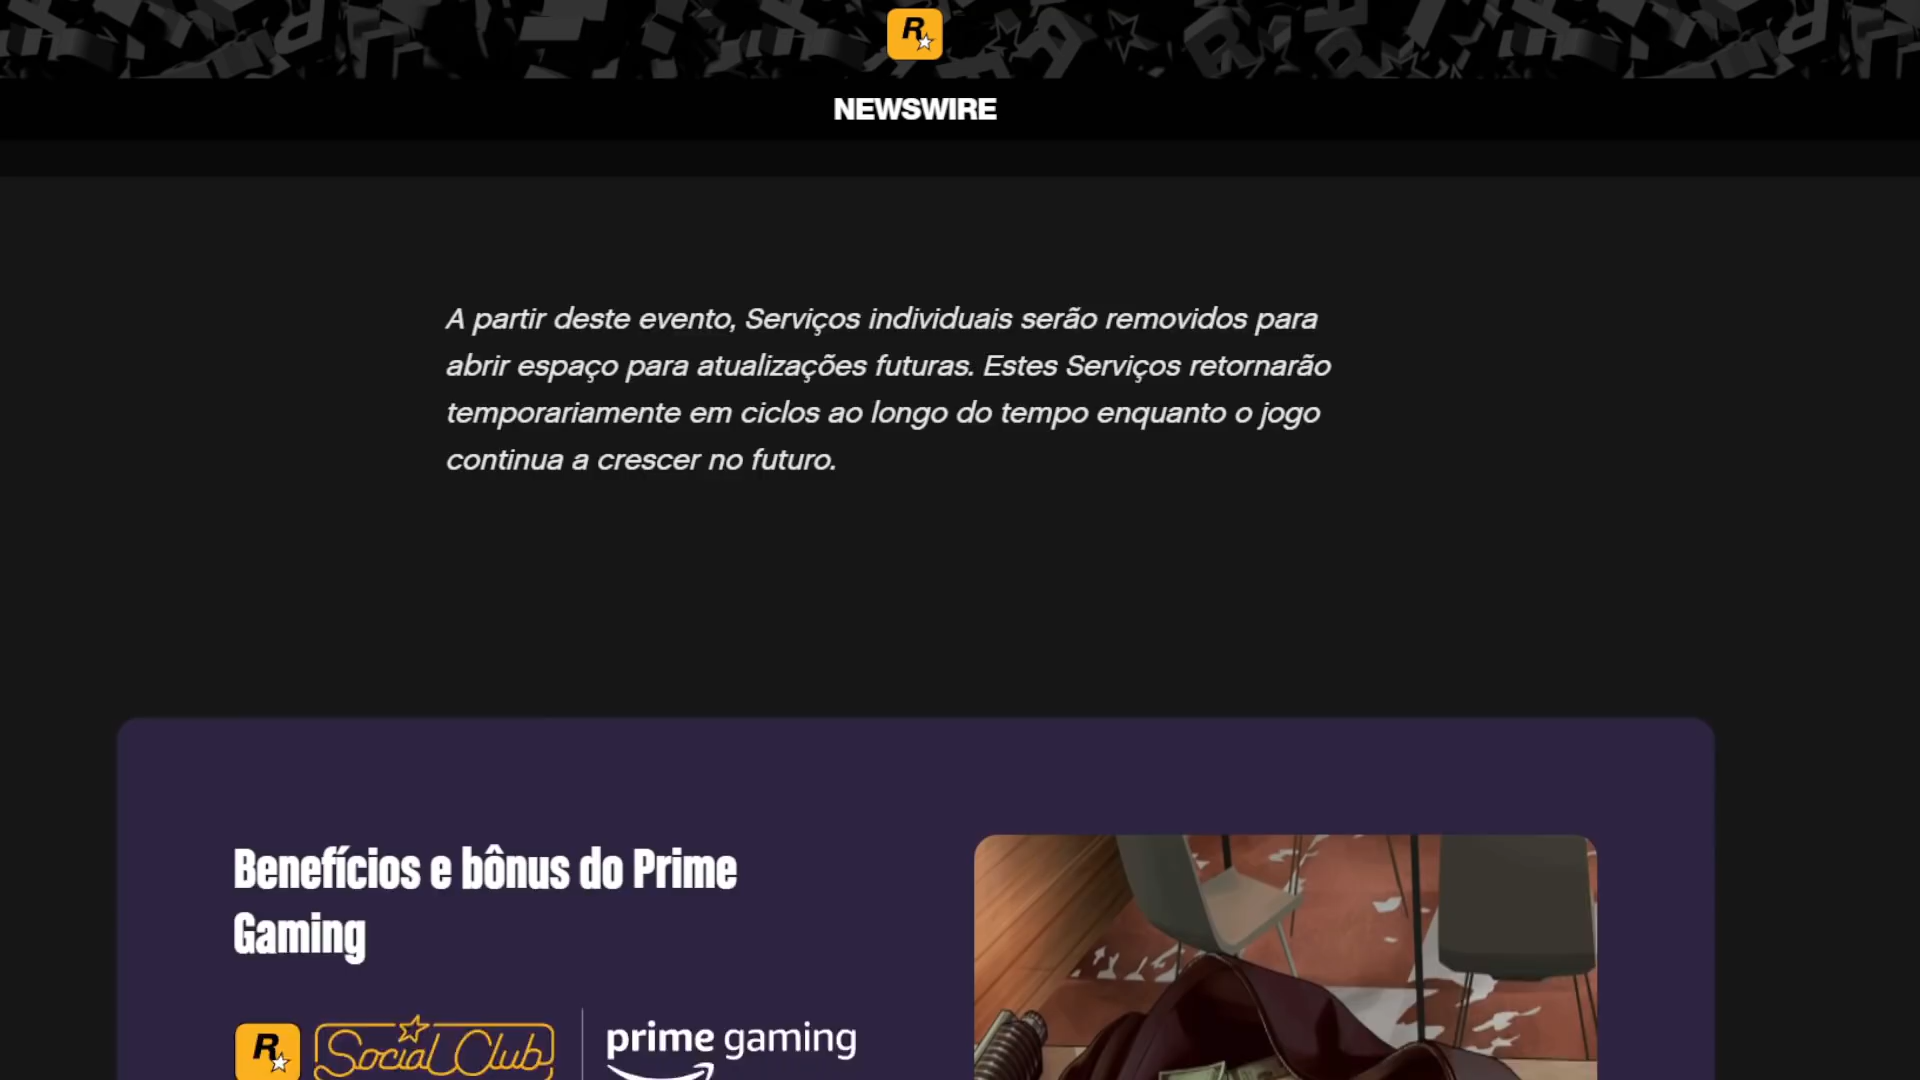 R
NEWSWIRE
A partir deste evento, Serviços individuais serão removidos para
abrir espaço para atualizações futuras. Estes Serviços retornarão
temporariamente em ciclos ao longo do tempo enquanto o jogo
continua a crescer no futuro.
Benefícios e bônus do Prime
Gaming
R Social Club prime gaming